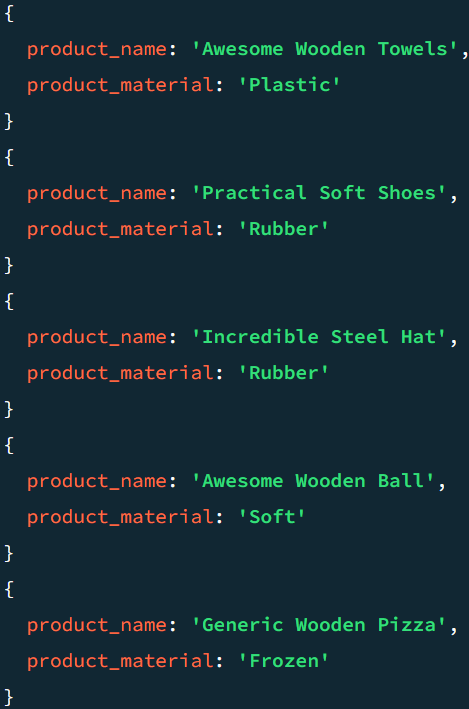 {
  product_name: 'Awesome Wooden Towels',
  product_material: 'Plastic'
}
{
  product_name: 'Practical Soft Shoes',
  product_material: 'Rubber'
}
{
  product_name: 'Incredible Steel Hat',
  product_material: 'Rubber'
}
{
  product_name: 'Awesome Wooden Ball',
  product_material: 'Soft'
}
{
  product_name: 'Generic Wooden Pizza',
  product_material: 'Frozen'
}